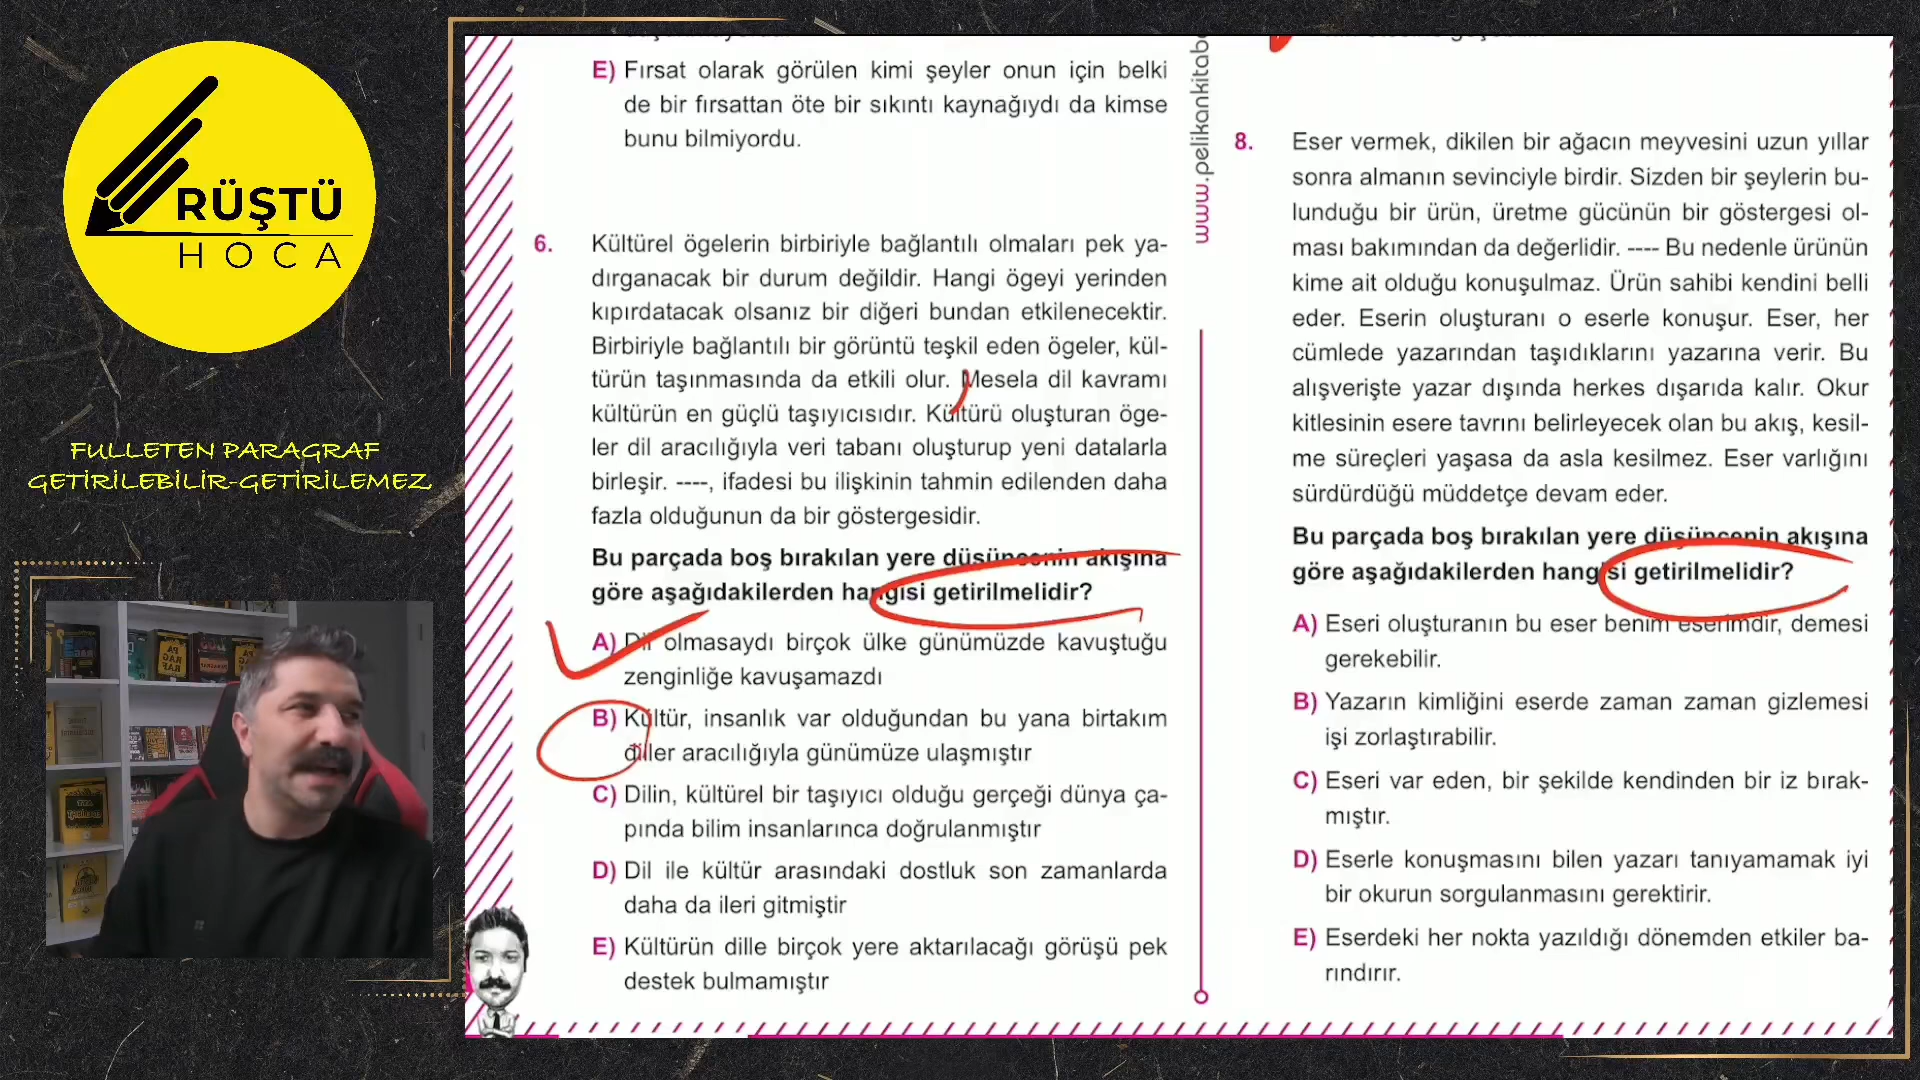 RÜŞTÜ
HOCA
FULLETEN PARAGRAF
GETİRİLEBİLİR-GETİRİLEMEZ
E) Fırsat olarak görülen kimi şeyler onun için belki
de bir fırsattan öte bir sıkıntı kaynağıydı da kimse
bunu bilmiyordu.
6. Kültürel ögelerin birbiriyle bağlantılı olmaları pek ya-
dırganacak bir durum değildir. Hangi ögeyi yerinden
kıpırdatacak olsanız bir diğeri bundan etkilenecektir.
Birbiriyle bağlantılı bir görüntü teşkil eden ögeler, kül-
türün taşınmasında da etkili olur. Mesela dil kavramı
kültürün en güçlü taşıyıcısıdır. Kültürü oluşturan öge-
ler dil aracılığıyla veri tabanı oluşturup yeni datalarla
birleşir. ----, ifadesi bu ilişkinin tahmin edilenden daha
fazla olduğunun da bir göstergesidir.
Bu parçada boş bırakılan yere düşüncenin akışına
göre aşağıdakilerden hangisi getirilmelidir?
A) Dil olmasaydı birçok ülke günümüzde kavuştuğu
zenginliğe kavuşamazdı
B) Kültür, insanlık var olduğundan bu yana birtakım
diller aracılığıyla günümüze ulaşmıştır
C) Dilin, kültürel bir taşıyıcı olduğu gerçeği dünya ça-
pında bilim insanlarınca doğrulanmıştır
D) Dil ile kültür arasındaki dostluk son zamanlarda
daha da ileri gitmiştir
E) Kültürün dille birçok yere aktarılacağı görüşü pek
destek bulmamıştır
www.pelikankitabe
8. Eser vermek, dikilen bir ağacın meyvesini uzun yıllar
sonra almanın sevinciyle birdir. Sizden bir şeylerin bu-
lunduğu bir ürün, üretme gücünün bir göstergesi ol-
ması bakımından da değerlidir. ---- Bu nedenle ürünün
kime ait olduğu konuşulmaz. Ürün sahibi kendini belli
eder. Eserin oluşturanı o eserle konuşur. Eser, her
cümlede yazarından taşıdıklarını yazarına verir. Bu
alışverişte yazar dışında herkes dışarıda kalır. Okur
kitlesinin esere tavrını belirleyecek olan bu akış, kesil-
me süreçleri yaşasa da asla kesilmez. Eser varlığını
sürdürdüğü müddetçe devam eder.
Bu parçada boş bırakılan yere düşüncenin akışına
göre aşağıdakilerden hangisi getirilmelidir?
A) Eseri oluşturanın bu eser benim eserimdir, demesi
gerekebilir.
B) Yazarın kimliğini eserde zaman zaman gizlemesi
işi zorlaştırabilir.
C) Eseri var eden, bir şekilde kendinden bir iz bırak-
mıştır.
D) Eserle konuşmasını bilen yazarı tanıyamamak iyi
bir okurun sorgulanmasını gerektirir.
E) Eserdeki her nokta yazıldığı dönemden etkiler ba-
rındırır.